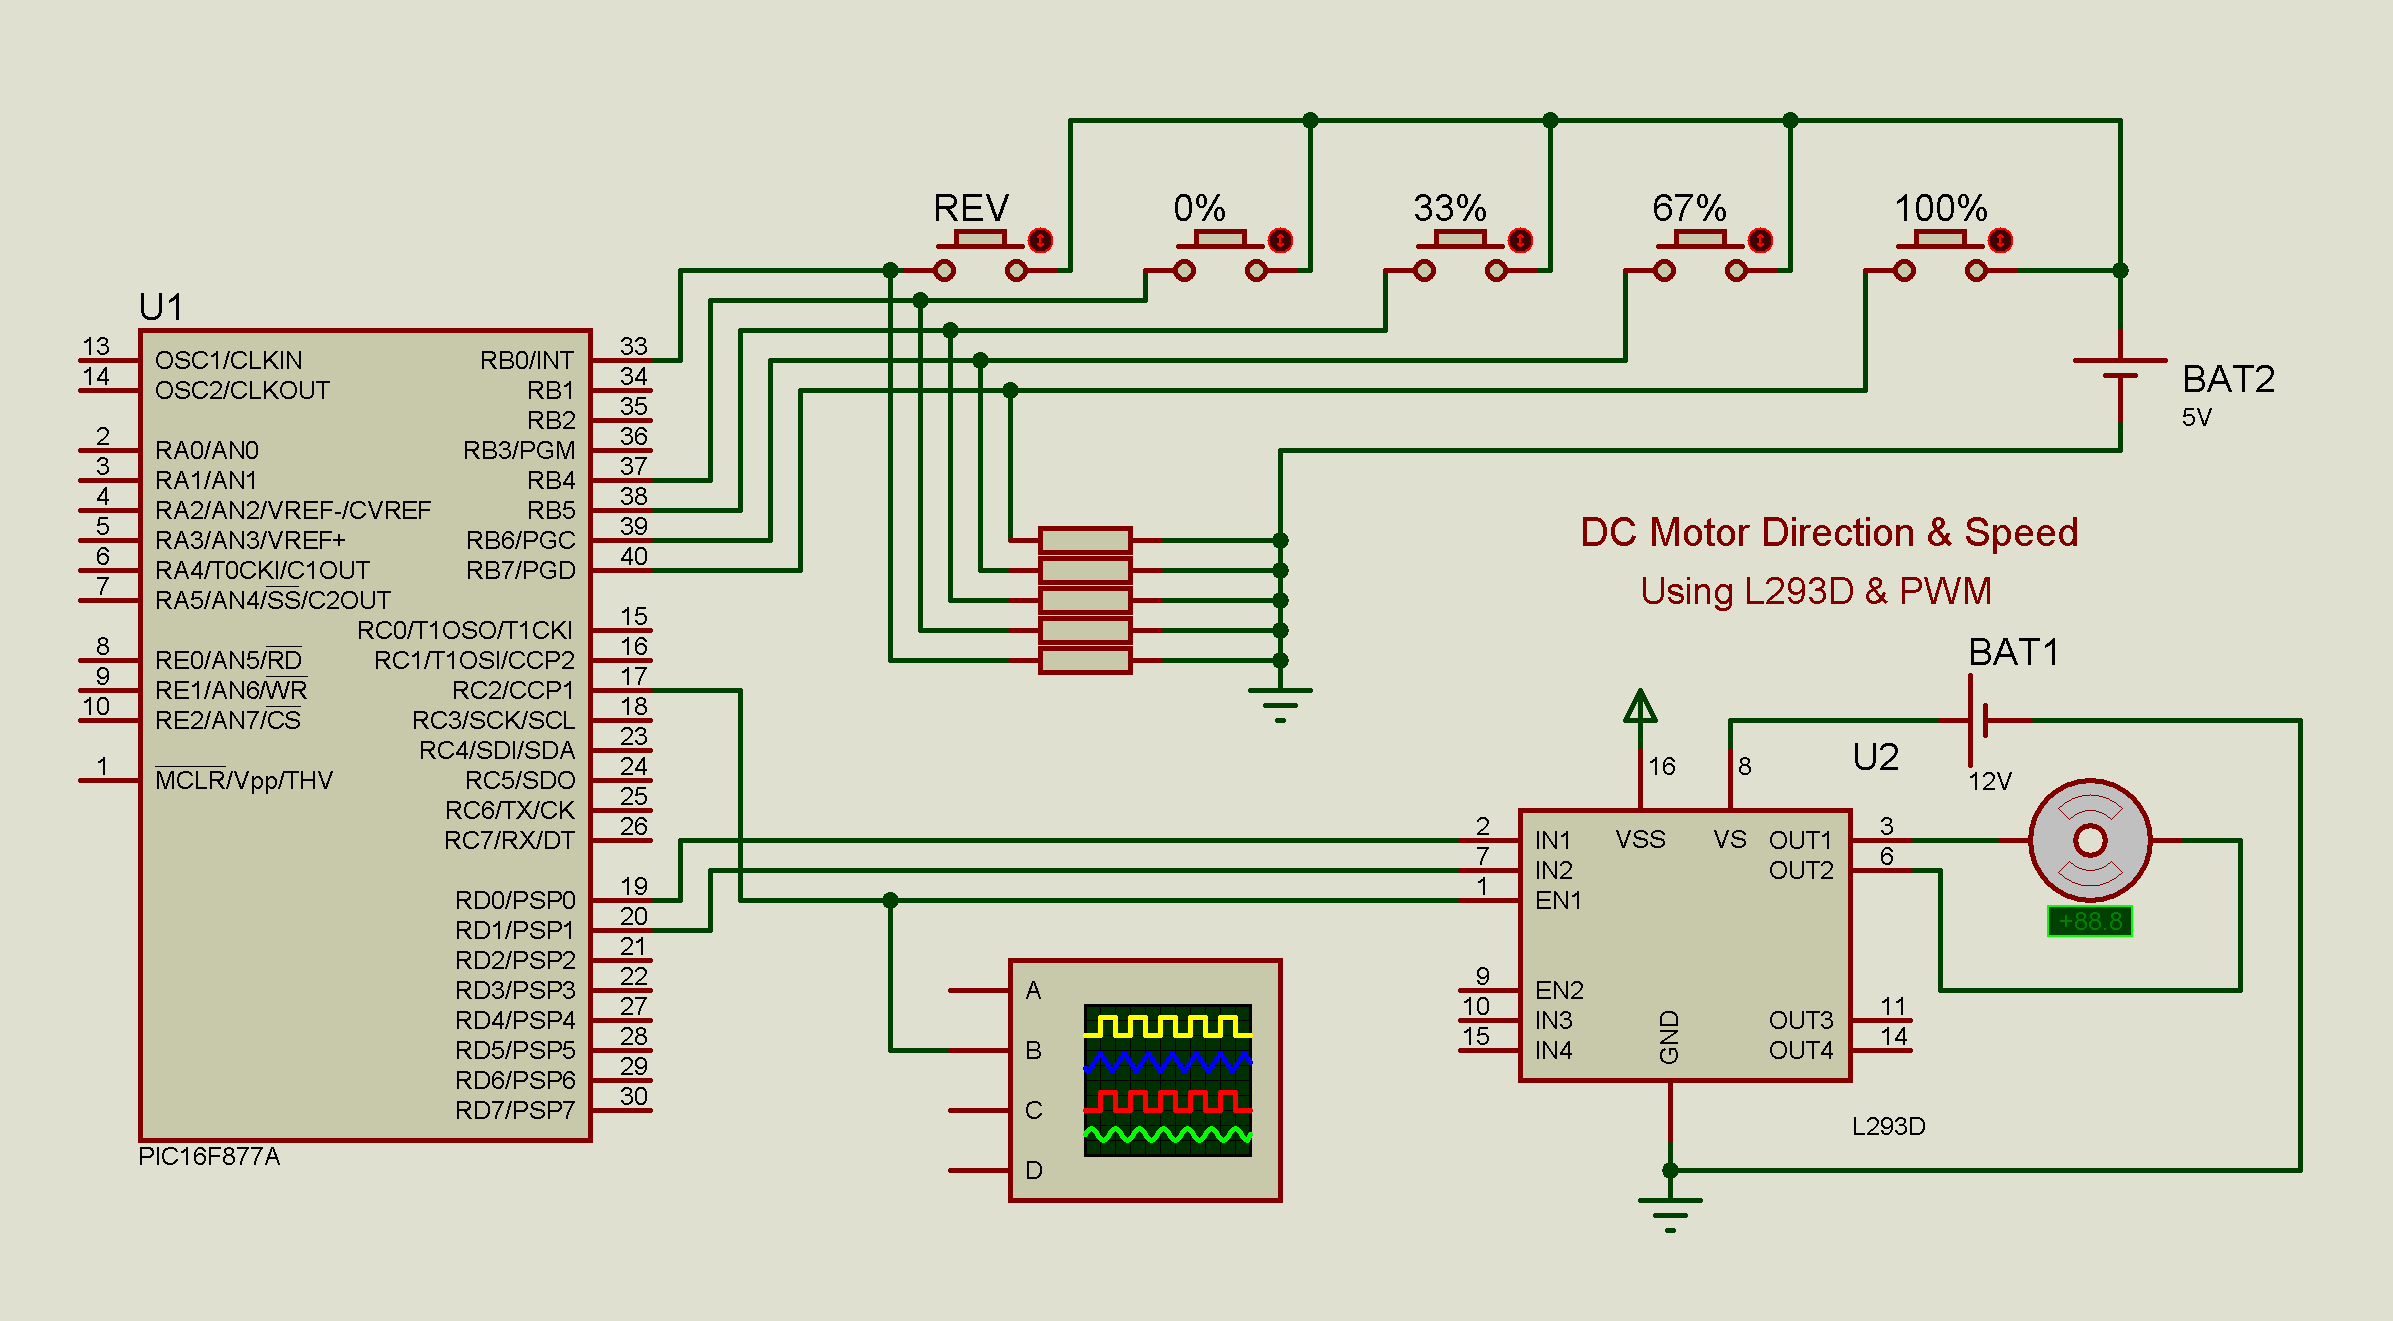 REV
0%
33%
67%
100%
U1
13
OSC1/CLKIN
14
OSC2/CLKOUT
2
RA0/AN0
3
RA1/AN1
4
RA2/AN2/VREF-/CVREF
5
RA3/AN3/VREF+
6
RA4/T0CKI/C1OUT
7
RA5/AN4/SS/C2OUT
8
RE0/AN5/RD
9
RE1/AN6/WR
10
RE2/AN7/CS
1
MCLR/Vpp/THV
RB0/INT
33
RB1
34
RB2
35
RB3/PGM
36
RB4
37
RB5
38
RB6/PGC
39
RB7/PGD
40
RC0/T1OSO/T1CKI
15
RC1/T1OSI/CCP2
16
RC2/CCP1
17
RC3/SCK/SCL
18
RC4/SDI/SDA
23
RC5/SDO
24
RC6/TX/CK
25
RC7/RX/DT
26
RD0/PSP0
19
RD1/PSP1
20
RD2/PSP2
21
RD3/PSP3
22
RD4/PSP4
27
RD5/PSP5
28
RD6/PSP6
29
RD7/PSP7
30
PIC16F877A
BAT2
5V
DC Motor Direction & Speed
Using L293D & PWM
BAT1
12V
U2
16
8
VSS
VS
2
IN1
7
IN2
1
EN1
9
EN2
10
IN3
15
IN4
GND
OUT1
3
OUT2
6
OUT3
11
OUT4
14
L293D
+88.8
A
B
C
D